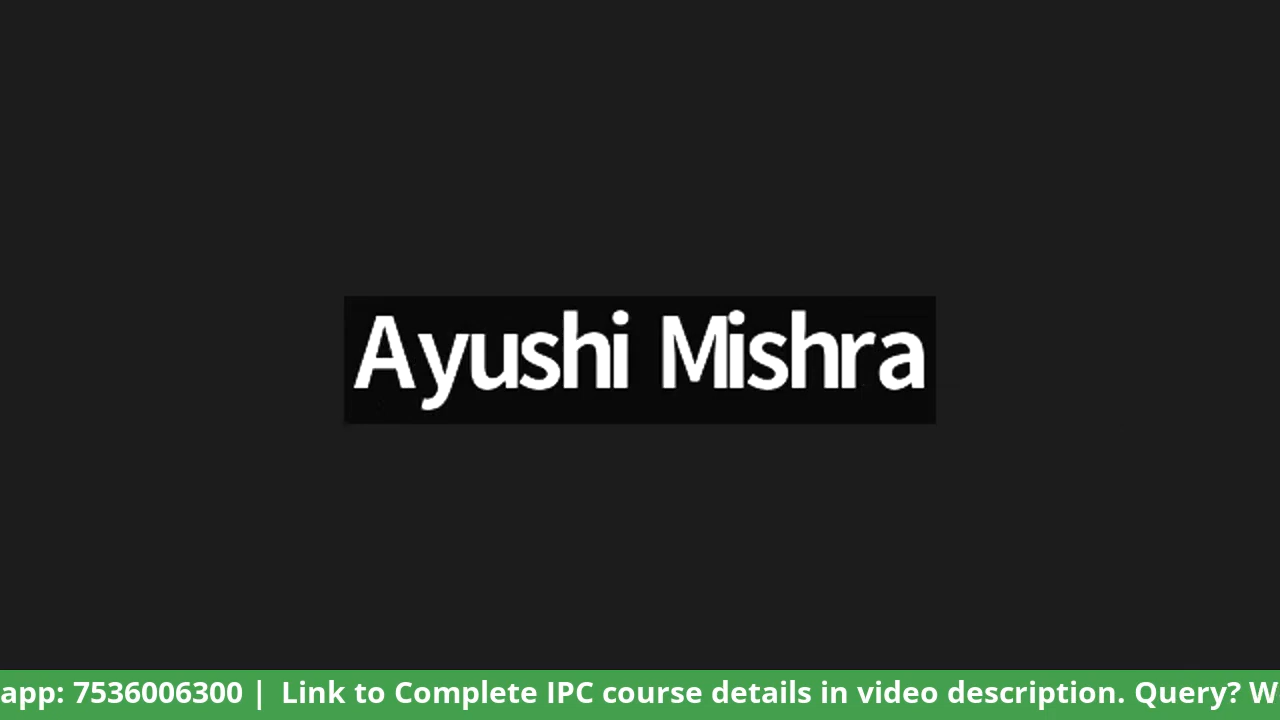 Ayushi Mishra
app: 7536006300 | Link to Complete IPC course details in video description. Query? W